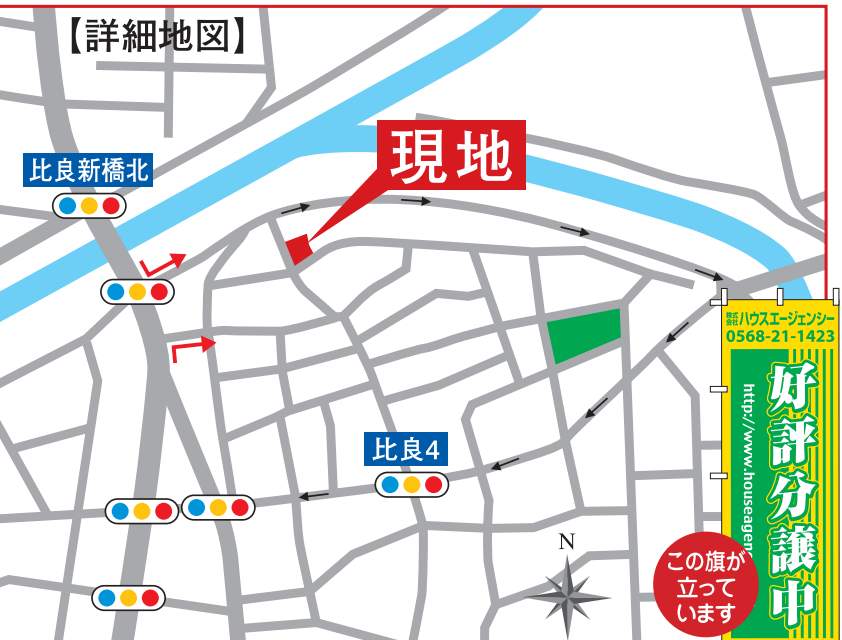 【詳細地図】
比良新橋北
現地
比良4
N
株式会社ハウスエージェンシー
0568-21-1423
好評分譲中
http://www.houseagen
この旗が
立って
います